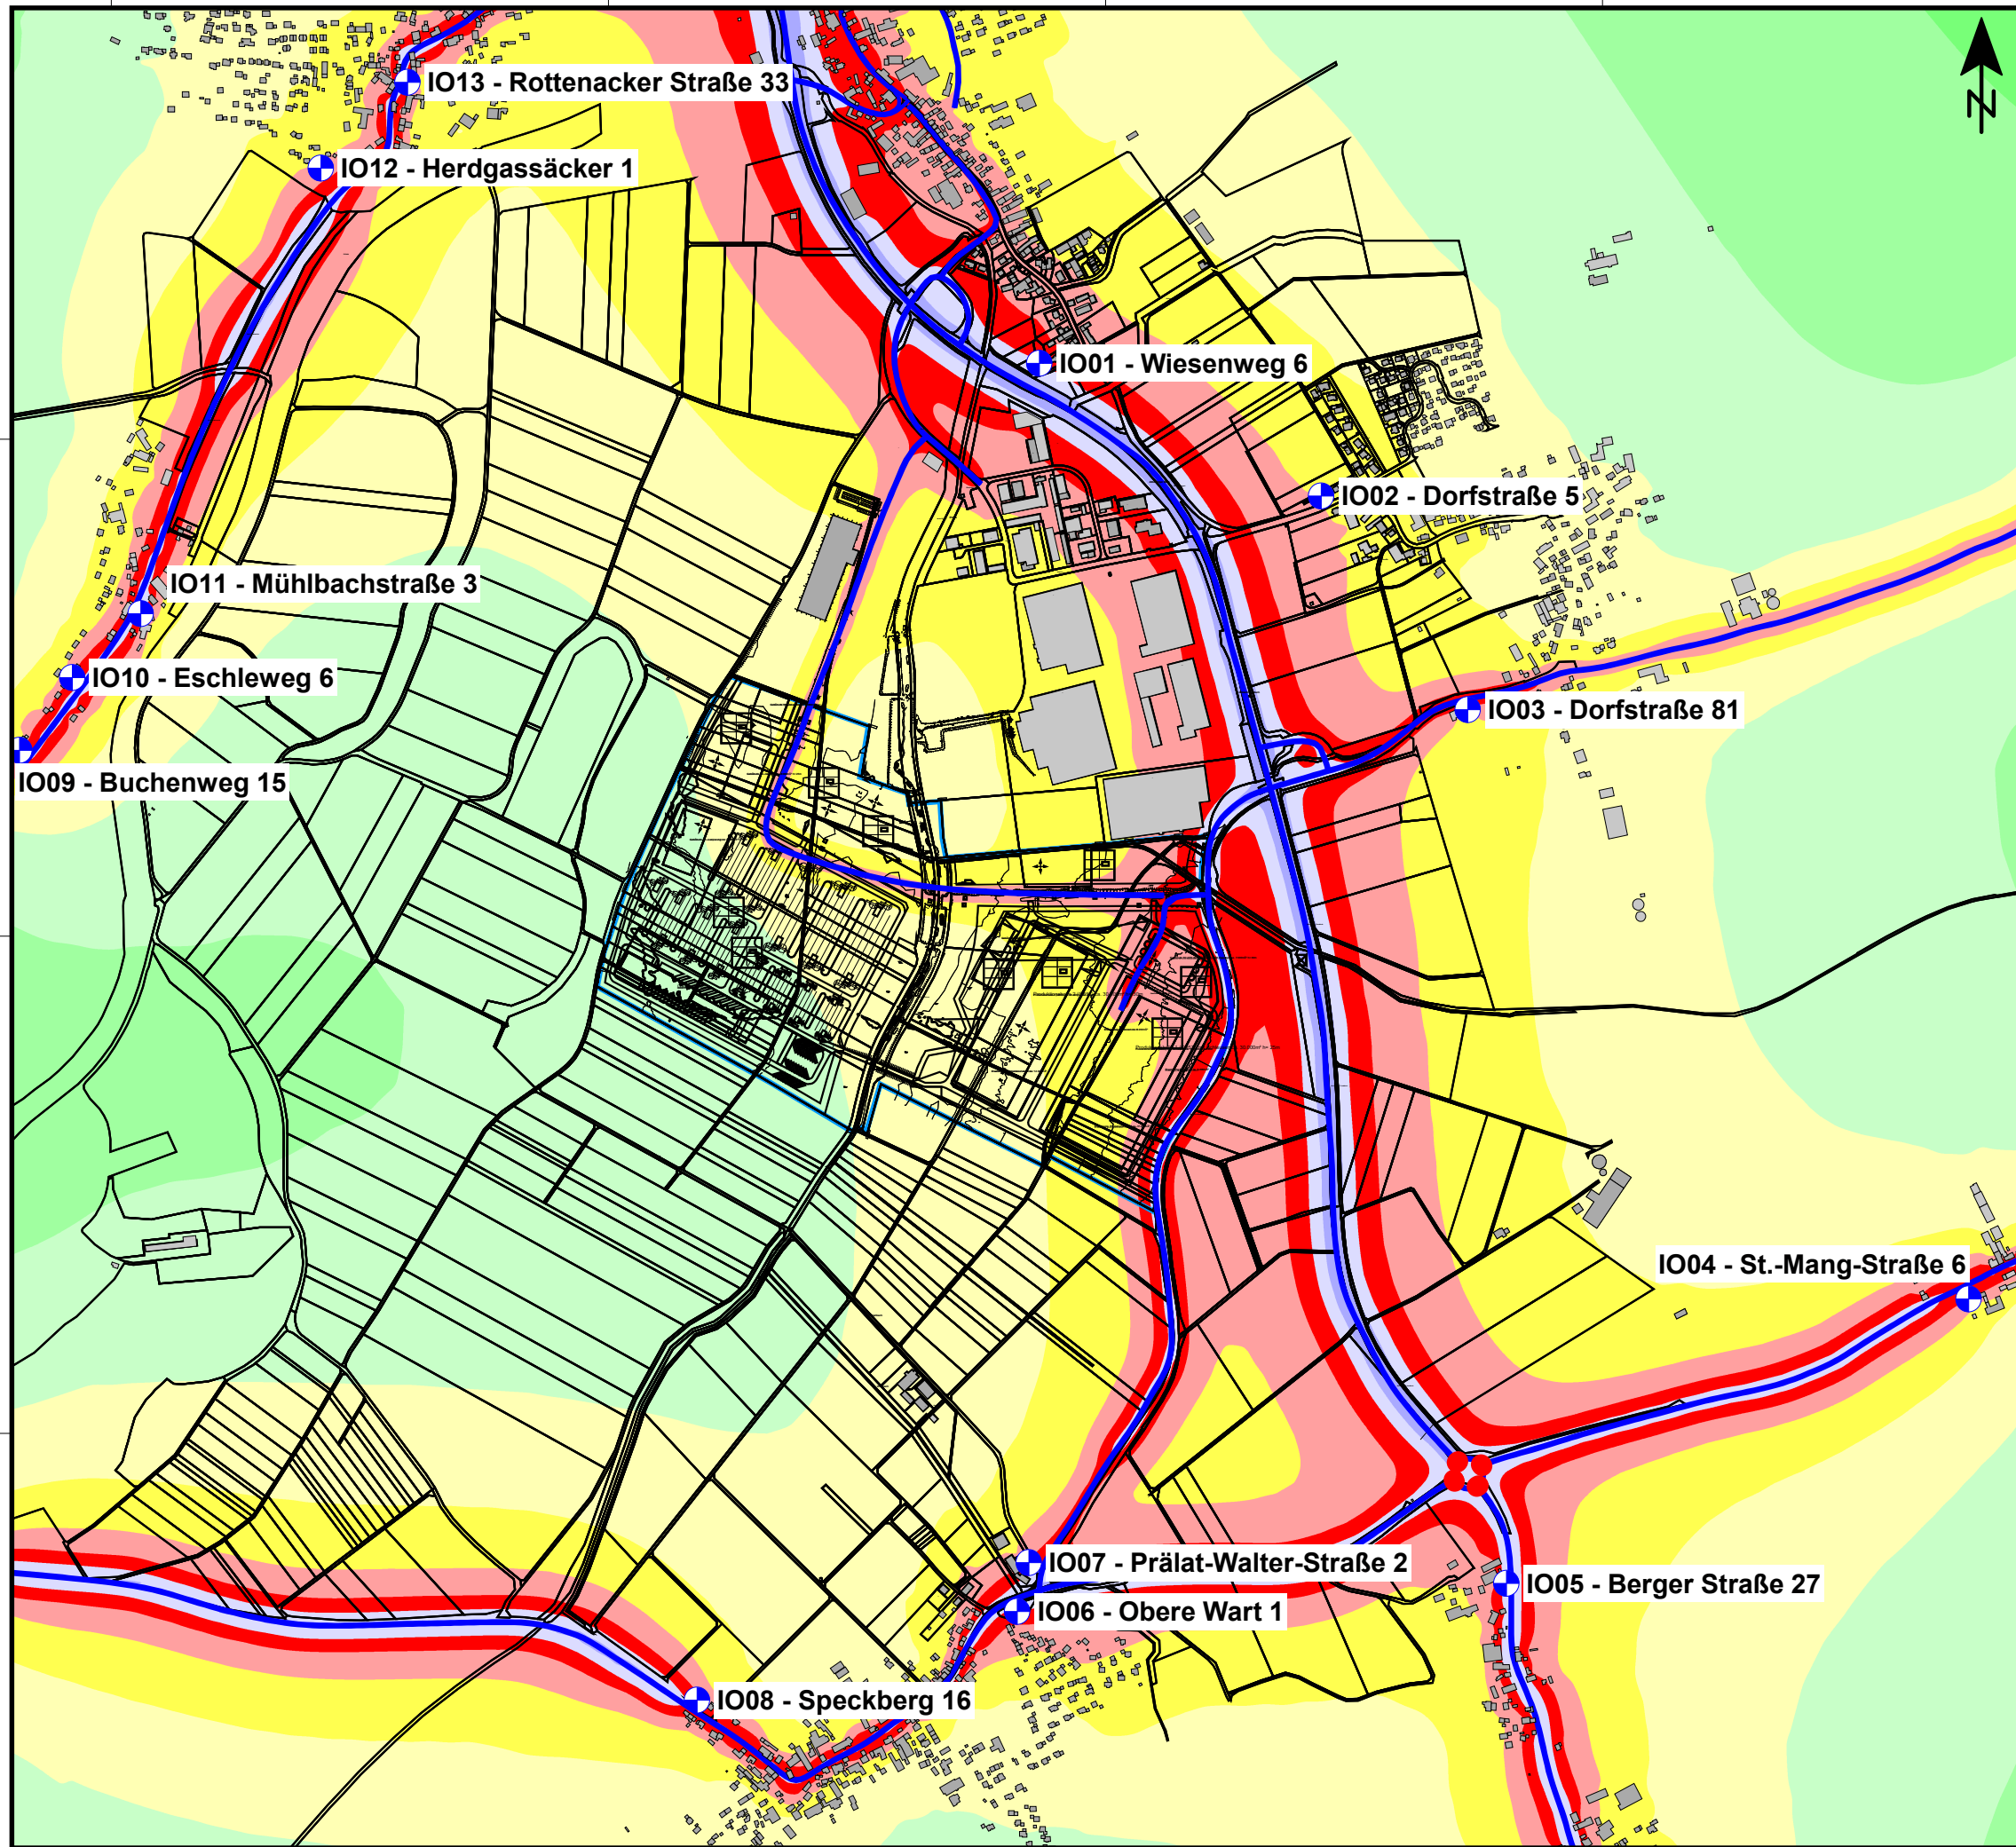 N
IO13 - Rottenacker Straße 33
IO12 - Herdgassäcker 1
IO01 - Wiesenweg 6
IO02 - Dorfstraße 5
IO11 - Mühlbachstraße 3
IO10 - Eschleweg 6
IO03 - Dorfstraße 81
IO09 - Buchenweg 15
IO04 - St.-Mang-Straße 6
IO07 - Prälat-Walter-Straße 2
IO05 - Berger Straße 27
IO06 - Obere Wart 1
IO08 - Speckberg 16